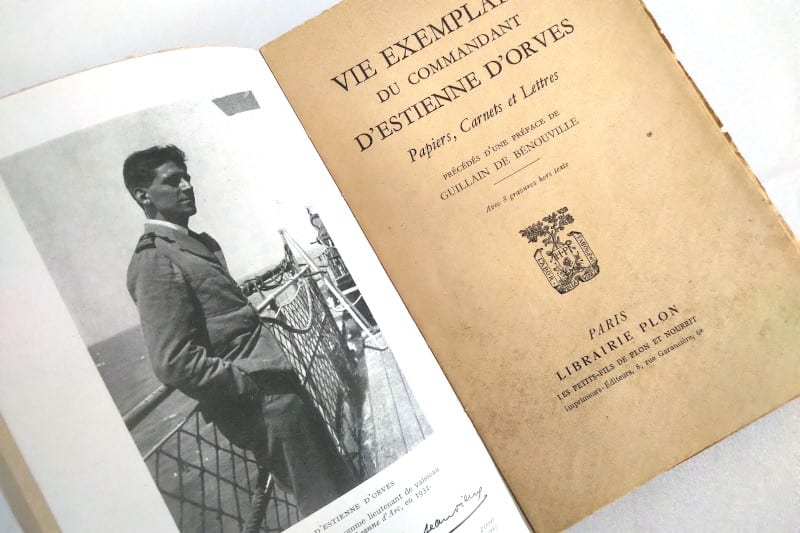 D'ESTIENNE D'ORVES
comme lieutenant de vaisseau
Jeanne d'Arc, en 1932.
VIE EXEMPLAI
DU COMMANDANT
D'ESTIENNE D'ORVES
Papiers, Carnets et Lettres
PRÉCÉDÉS D'UNE PRÉFACE DE
GUILLAIN DE BÉNOUVILLE
Avec 8 gravures hors texte
PARIS
LIBRAIRIE PLON
LES PETITS-FILS DE PLON ET NOURRIT
Imprimeurs-Éditeurs, 8, rue Garancière, 6e